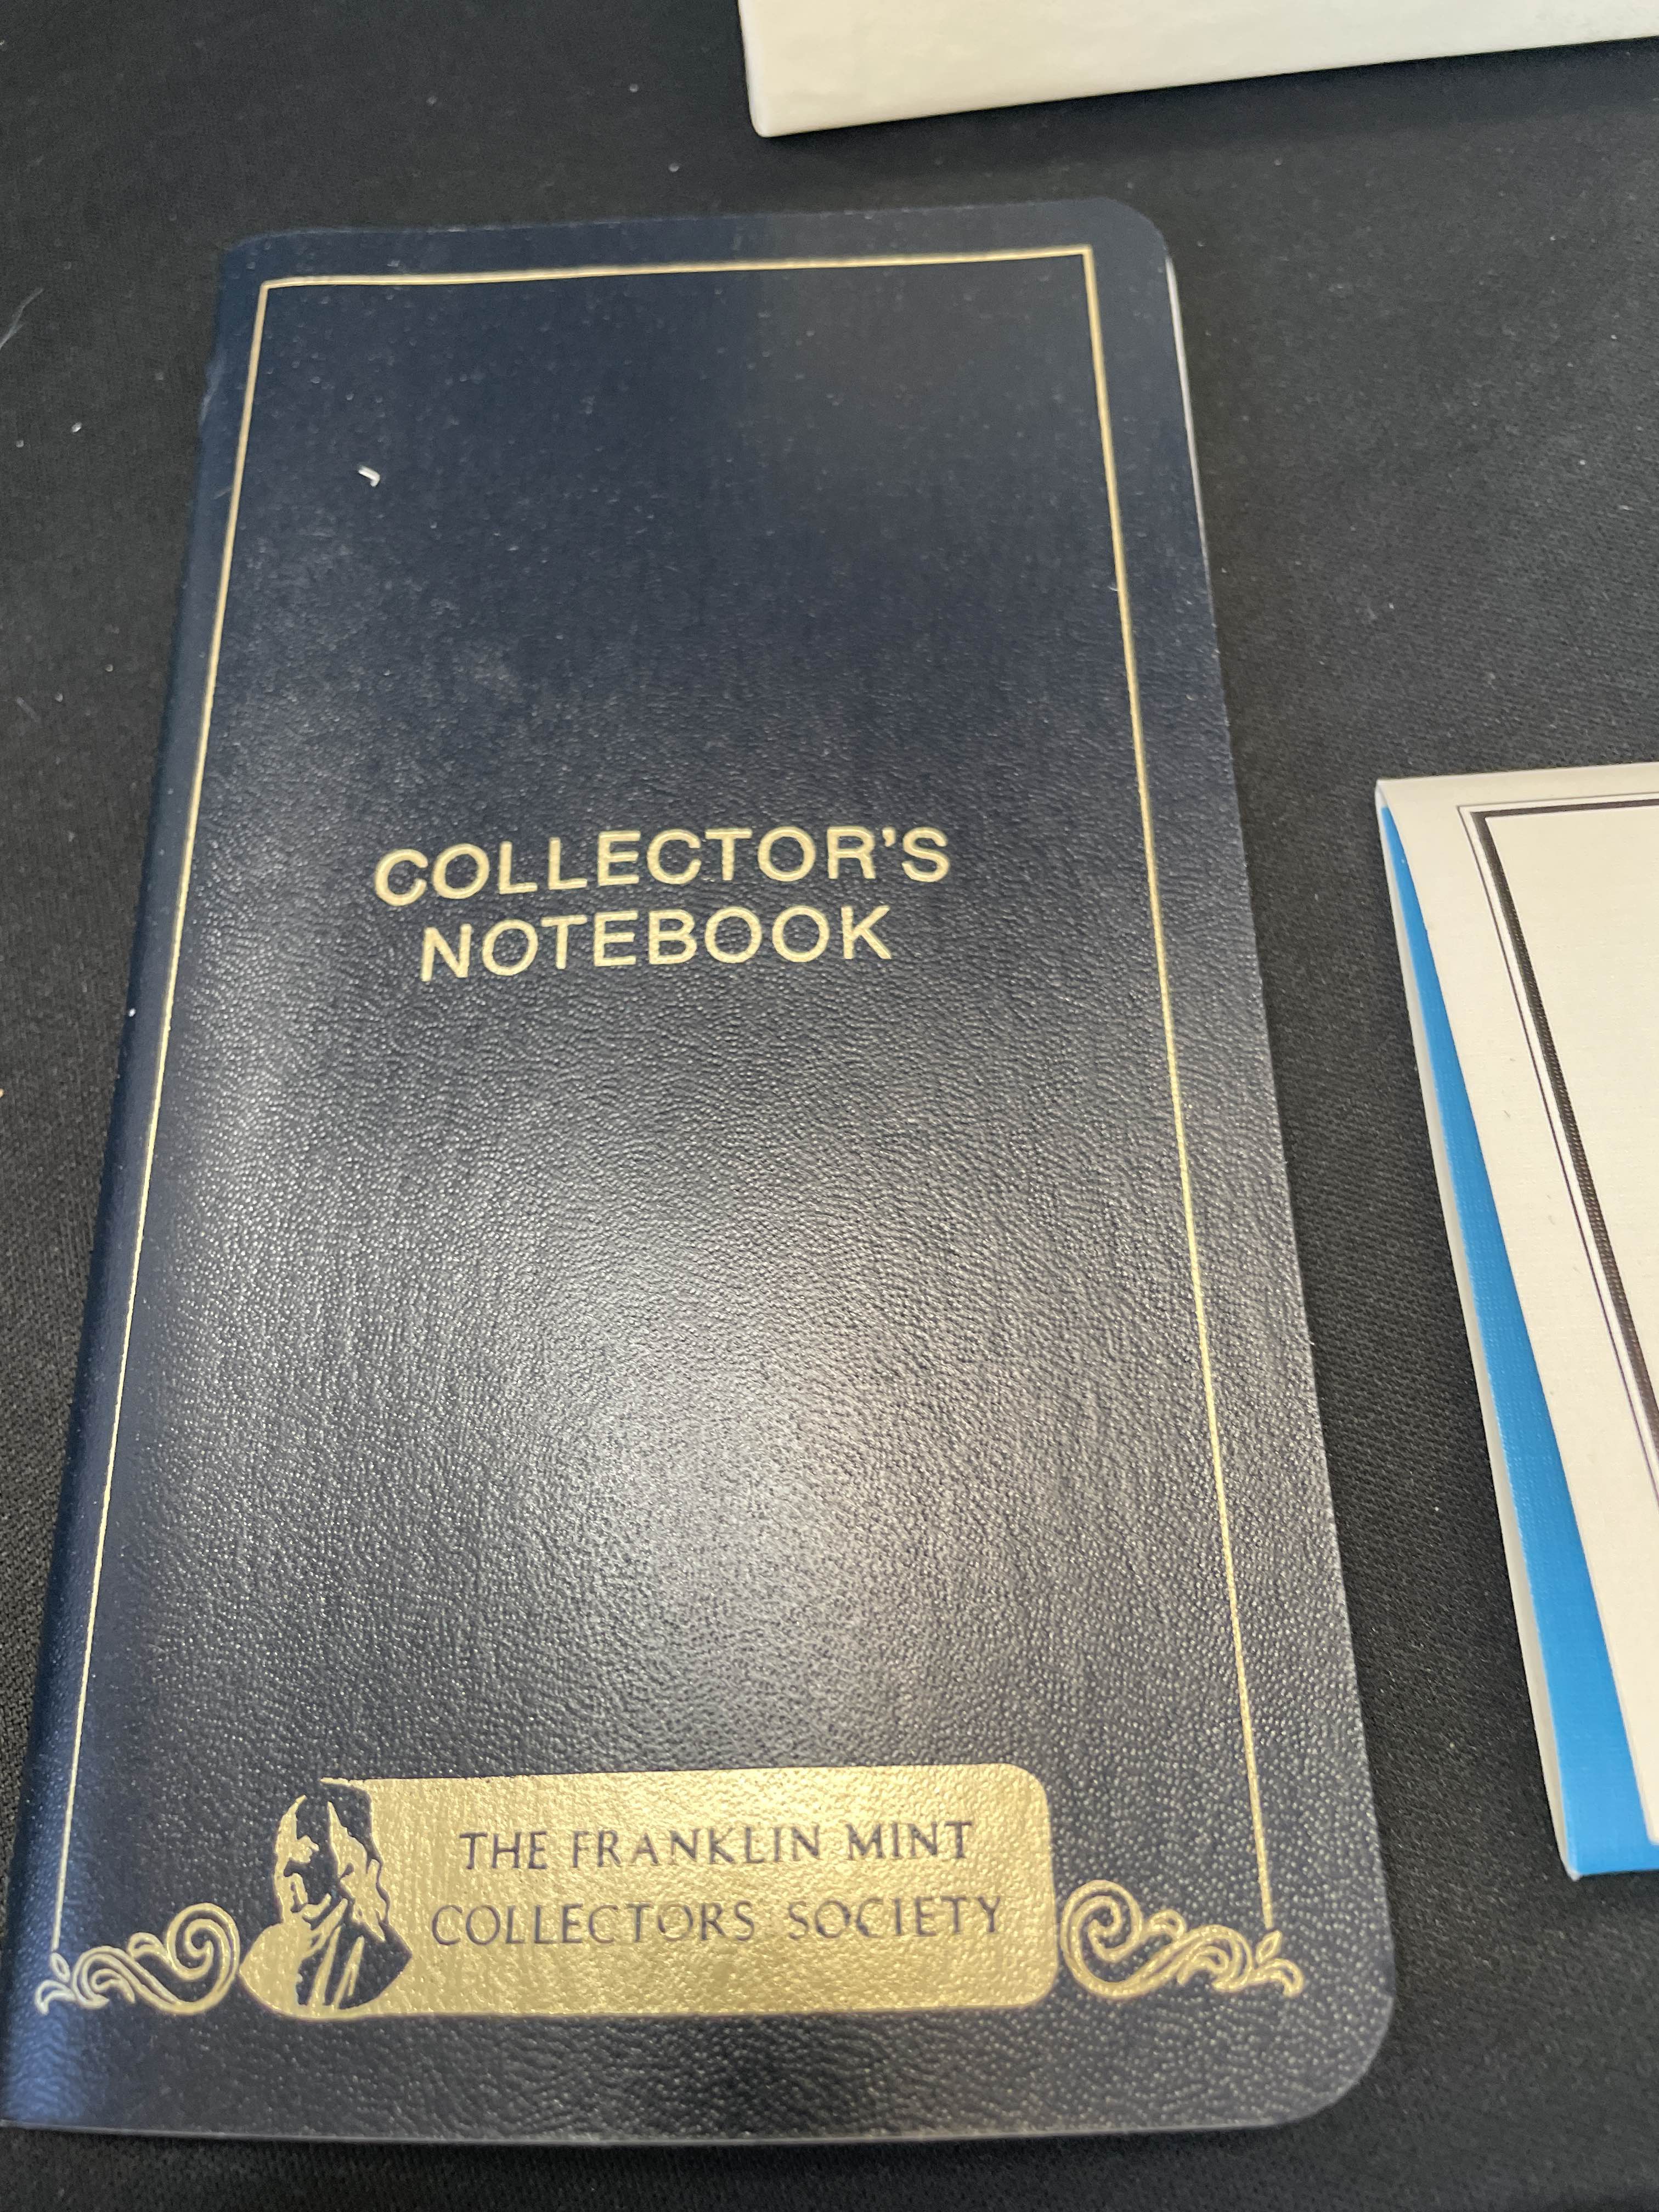 COLLECTOR'S
NOTEBOOK
THE FRANKLIN MINT
COLLECTORS SOCIETY